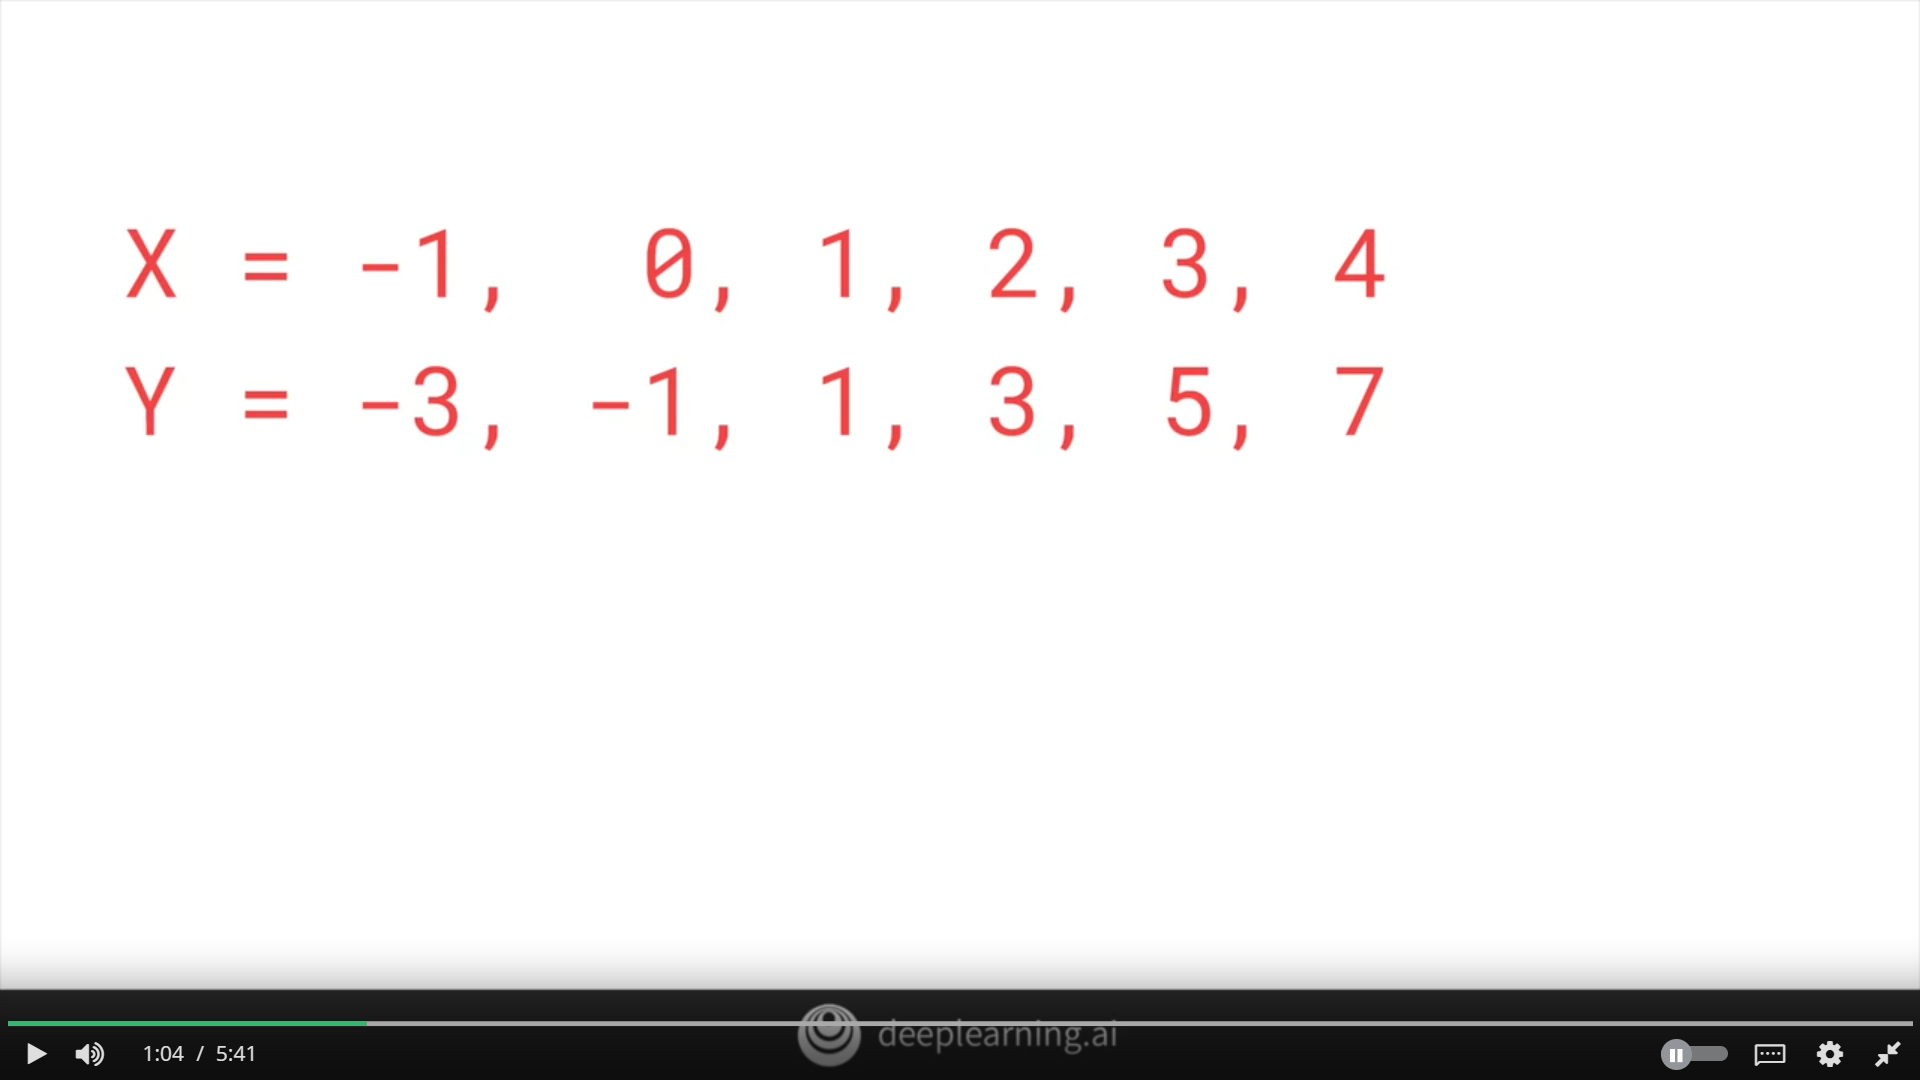 X = -1,  0, 1, 2, 3, 4
Y = -3, -1, 1, 3, 5, 7
deeplearning.ai
1:04 / 5:41